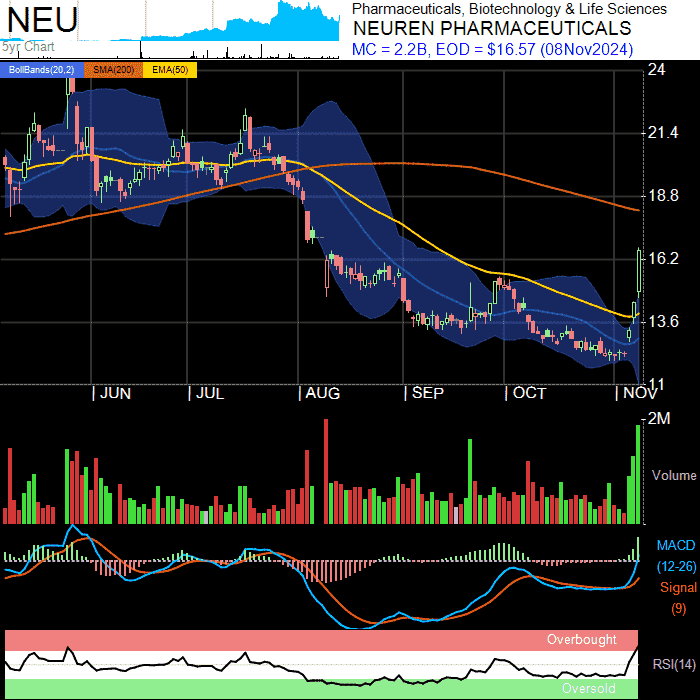 NEU
5yr Chart
Pharmaceuticals, Biotechnology & Life Sciences
NEUREN PHARMACEUTICALS
MC = 2.2B, EOD = $16.57 (08Nov2024)
BollBands(20,2) SMA(200) EMA(50)
24
21.4
18.8
16.2
13.6
11
| JUN | JUL | AUG | SEP | OCT | NOV
2M
Volume
MACD
(12-26)
Signal
(9)
Overbought
RSI(14)
Oversold